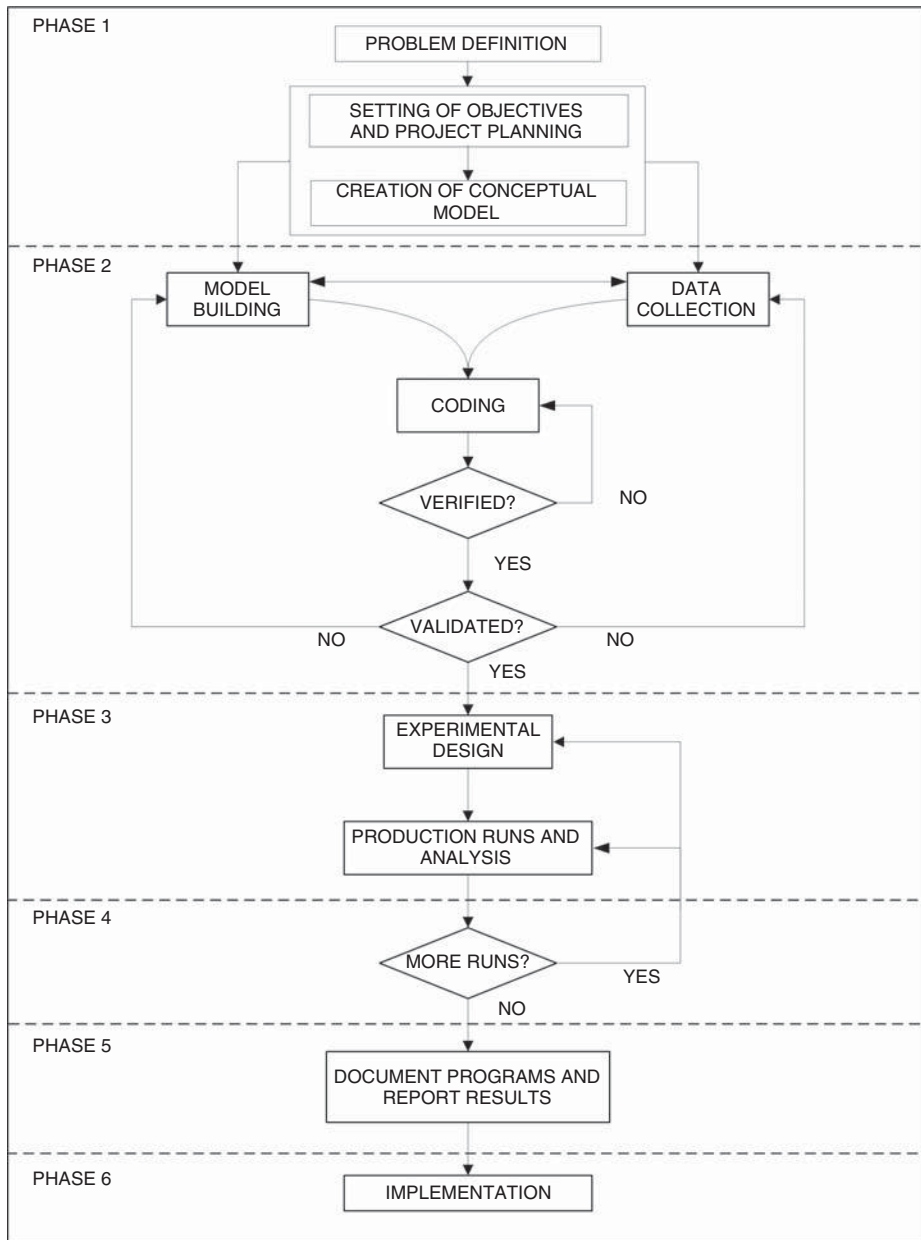 PHASE 1
PROBLEM DEFINITION
SETTING OF OBJECTIVES
AND PROJECT PLANNING
CREATION OF CONCEPTUAL
MODEL
PHASE 2
MODEL
BUILDING
DATA
COLLECTION
CODING
VERIFIED?
NO
YES
VALIDATED?
NO
NO
YES
PHASE 3
EXPERIMENTAL
DESIGN
PRODUCTION RUNS AND
ANALYSIS
PHASE 4
MORE RUNS?
YES
NO
PHASE 5
DOCUMENT PROGRAMS AND
REPORT RESULTS
PHASE 6
IMPLEMENTATION